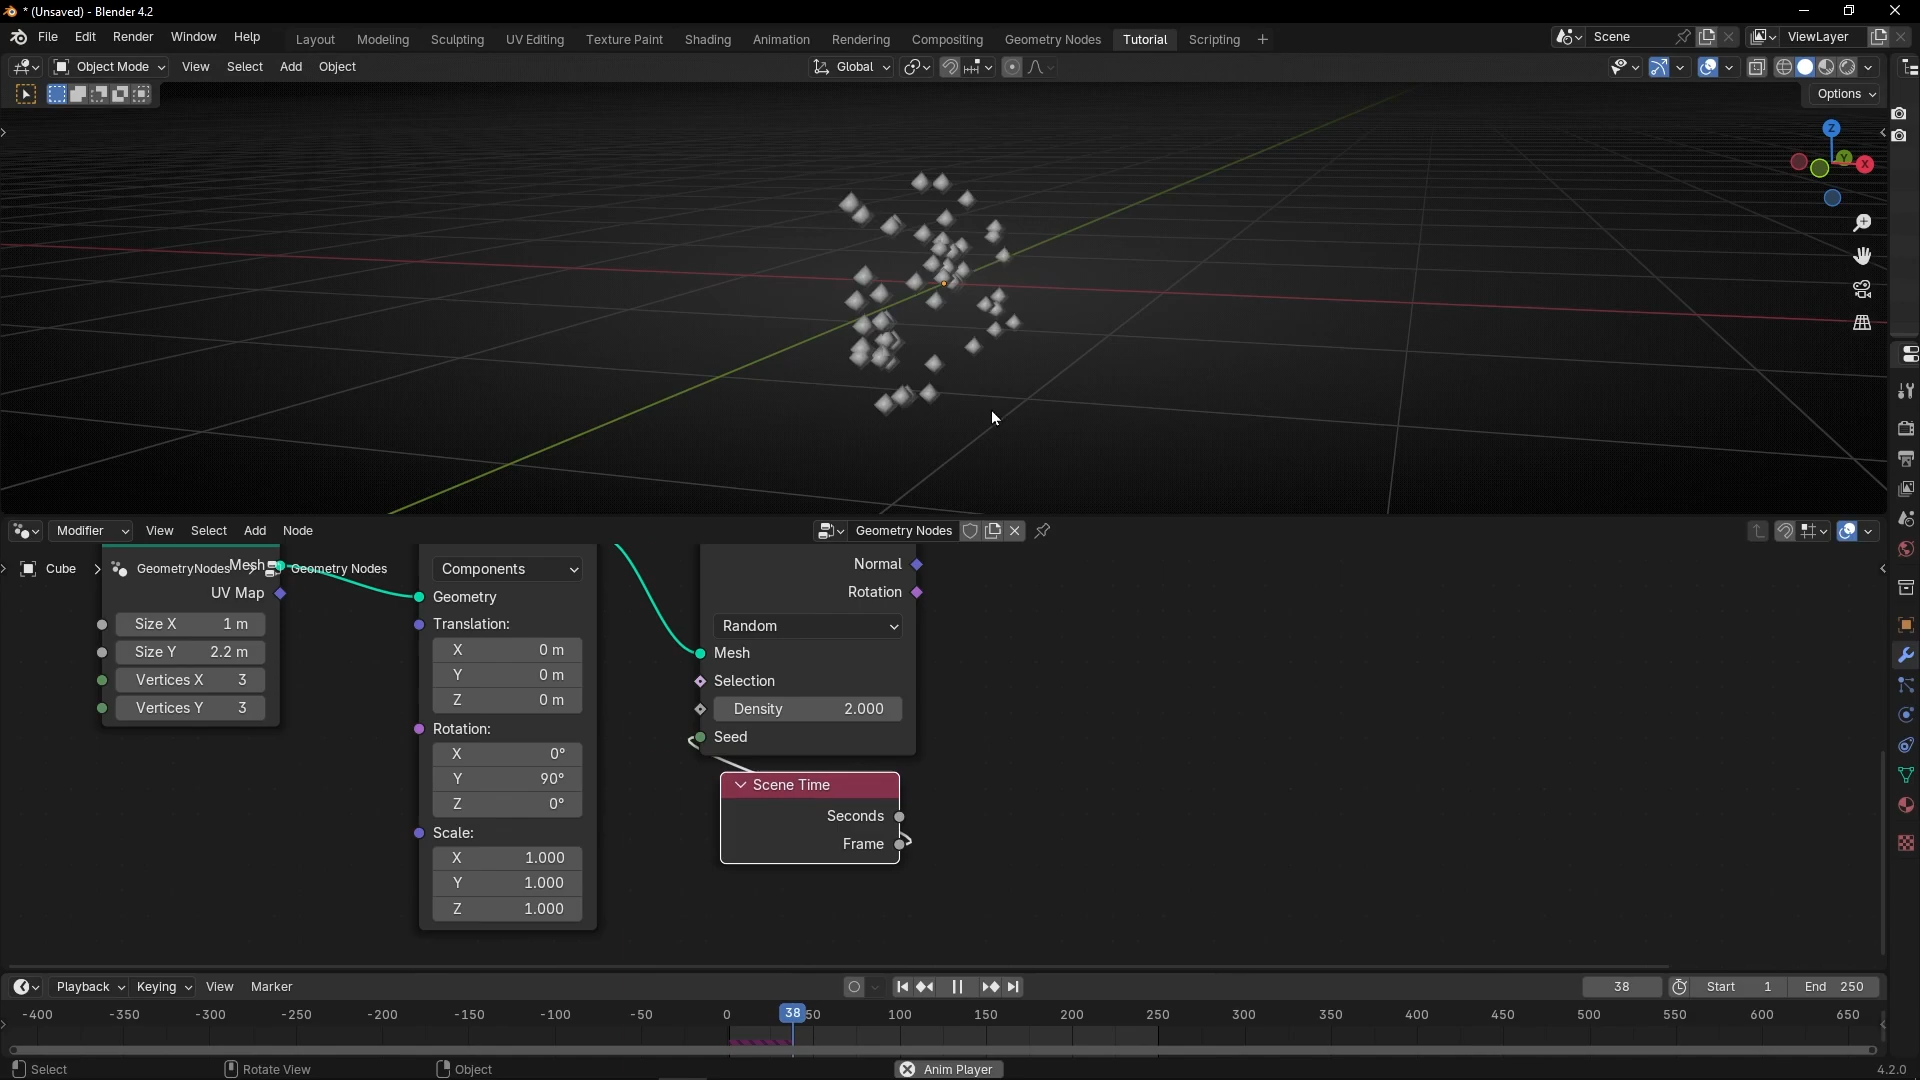 * (Unsaved) - Blender 4.2
File Edit Render Window Help Layout Modeling Sculpting UV Editing Texture Paint Shading Animation Rendering Compositing Geometry Nodes Tutorial Scripting + Scene ViewLayer
Object Mode View Select Add Object Global
Options
Z
Y
X
Modifier View Select Add Node Geometry Nodes
Cube > GeometryNodes > Geometry Nodes
Mesh
UV Map
Size X 1 m
Size Y 2.2 m
Vertices X 3
Vertices Y 3
Components
Geometry
Translation:
X 0 m
Y 0 m
Z 0 m
Rotation:
X 0°
Y 90°
Z 0°
Scale:
X 1.000
Y 1.000
Z 1.000
Normal
Rotation
Random
Mesh
Selection
Density 2.000
Seed
Scene Time
Seconds
Frame
Playback Keying View Marker 38 Start 1 End 250
-400 -350 -300 -250 -200 -150 -100 -50 0 38 50 100 150 200 250 300 350 400 450 500 550 600 650
Select Rotate View Object Anim Player 4.2.0